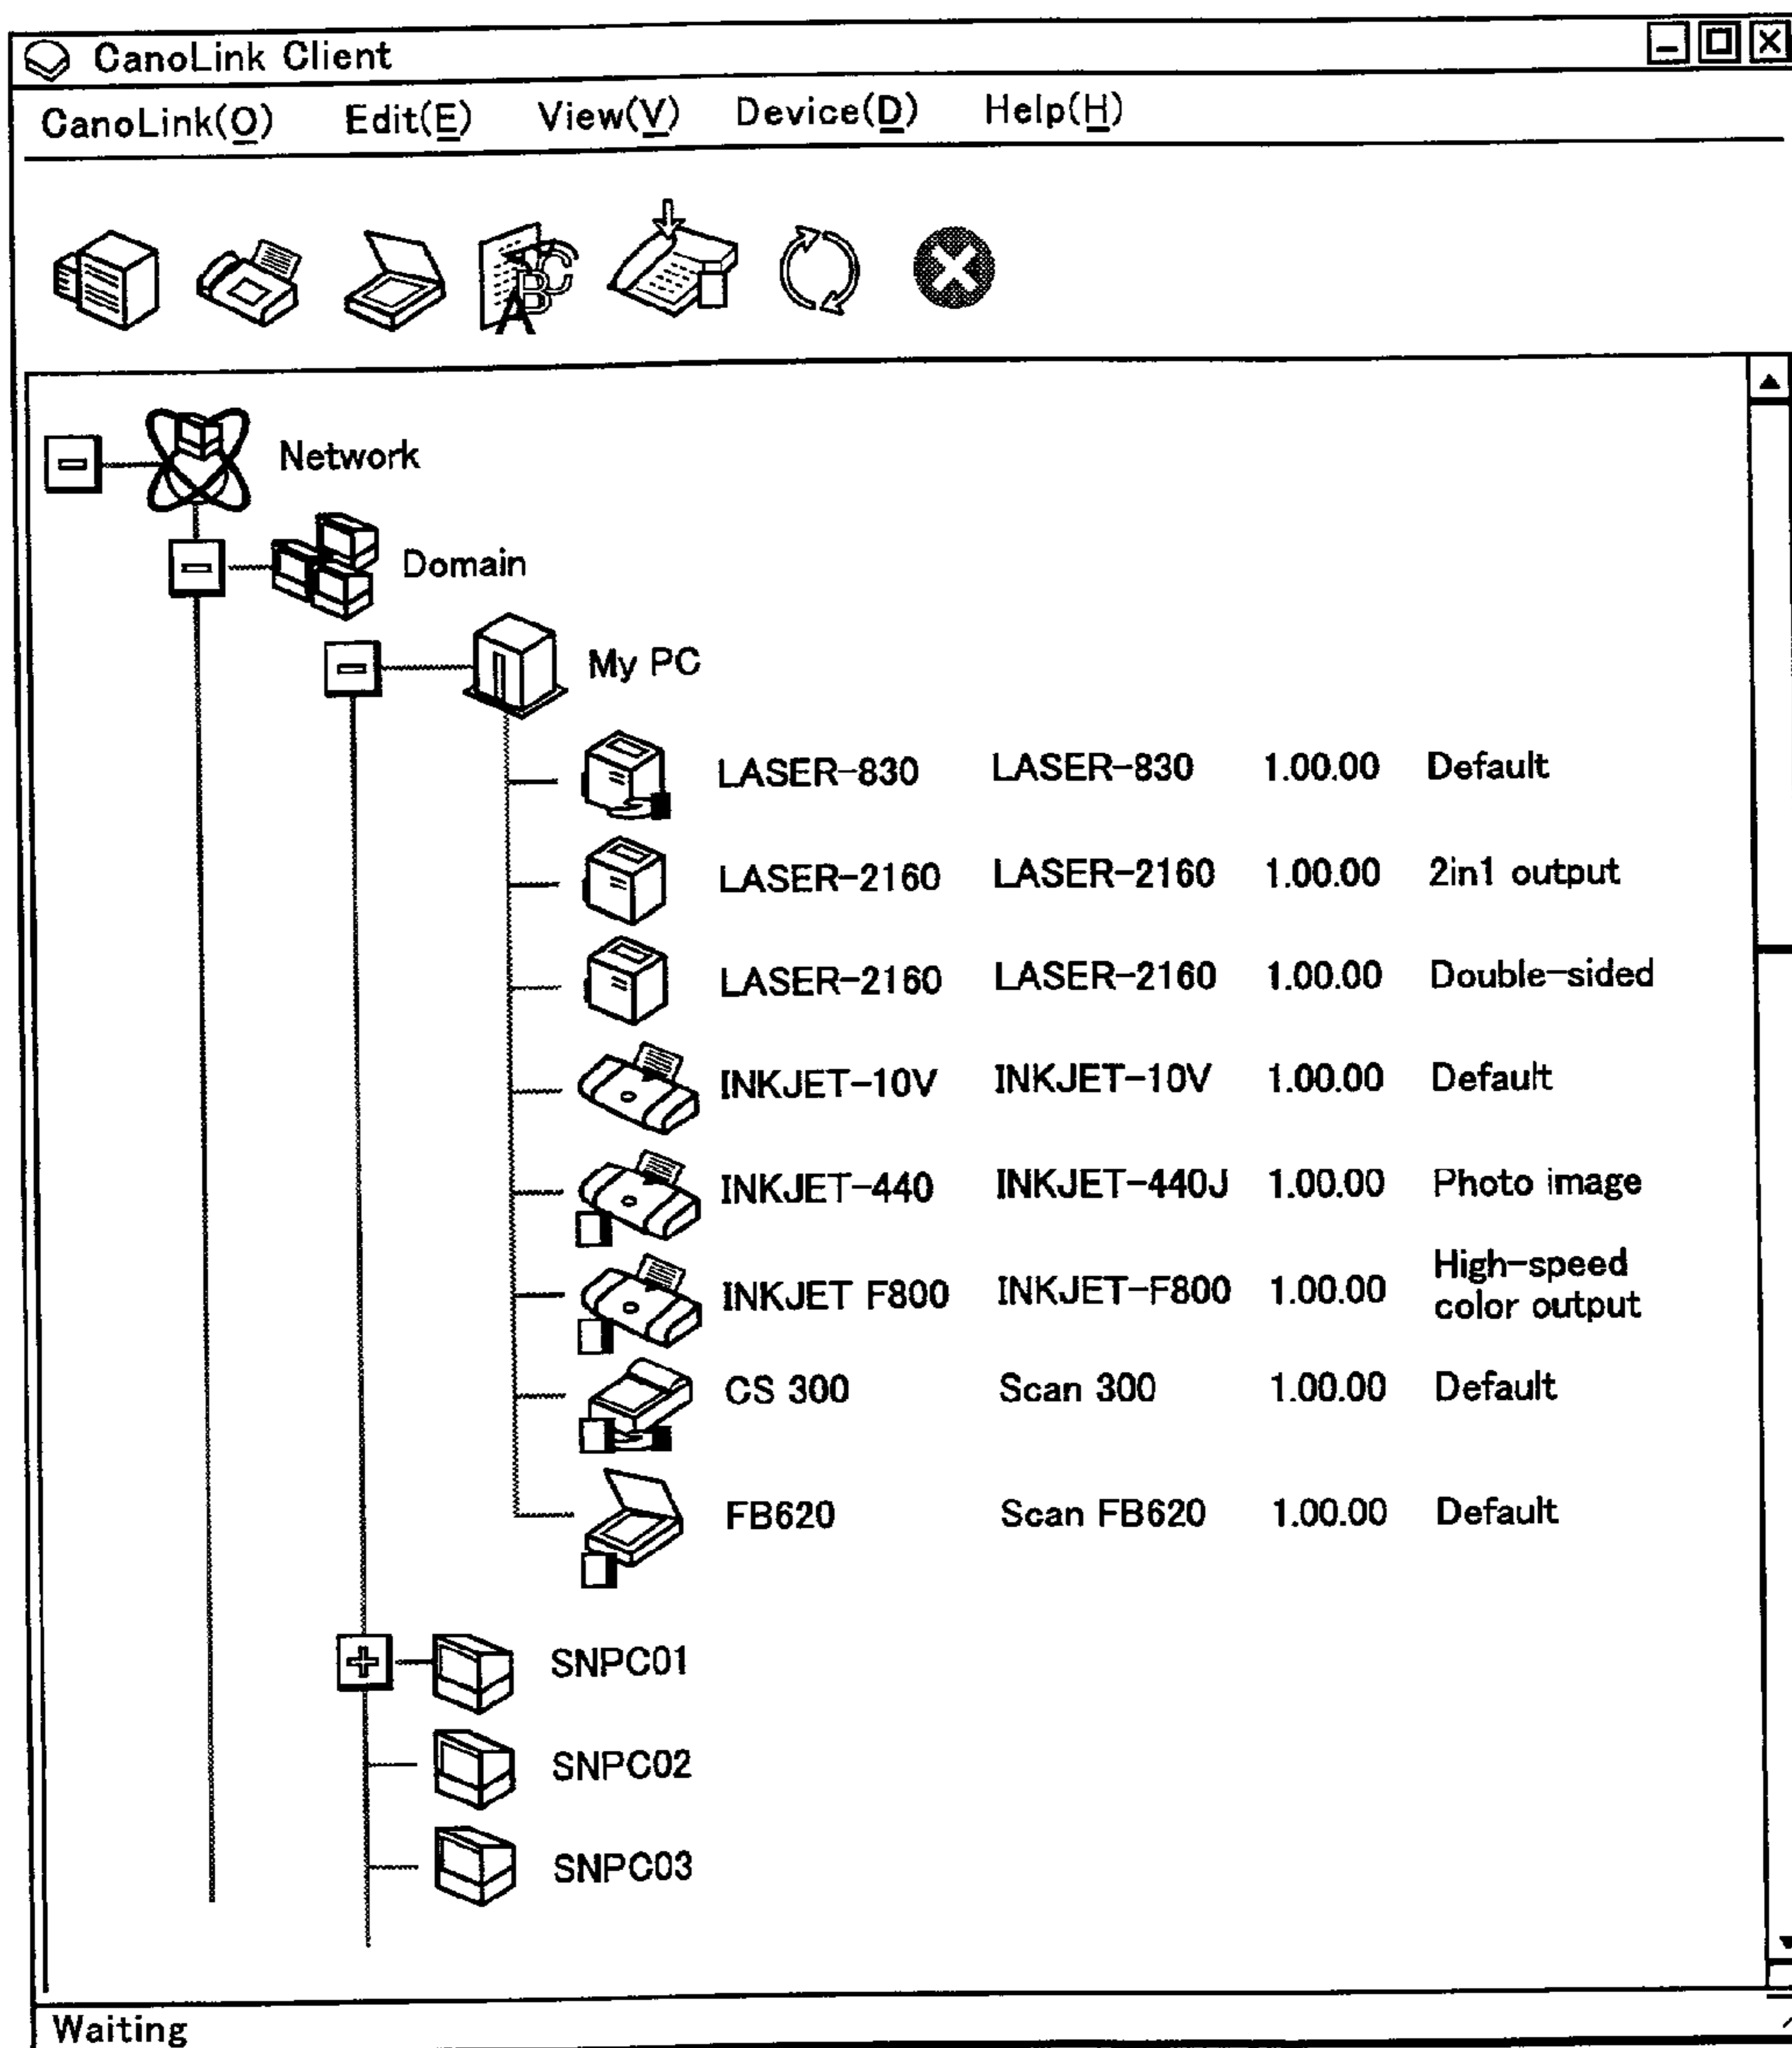 CanoLink Client
CanoLink(O) Edit(E) View(V) Device(D) Help(H)
ABC
Network
Domain
My PC
LASER-830 LASER-830 1.00.00 Default
LASER-2160 LASER-2160 1.00.00 2in1 output
LASER-2160 LASER-2160 1.00.00 Double-sided
INKJET-10V INKJET-10V 1.00.00 Default
INKJET-440 INKJET-440J 1.00.00 Photo image
INKJET F800 INKJET-F800 1.00.00 High-speed
color output
CS 300 Scan 300 1.00.00 Default
FB620 Scan FB620 1.00.00 Default
SNPC01
SNPC02
SNPC03
Waiting